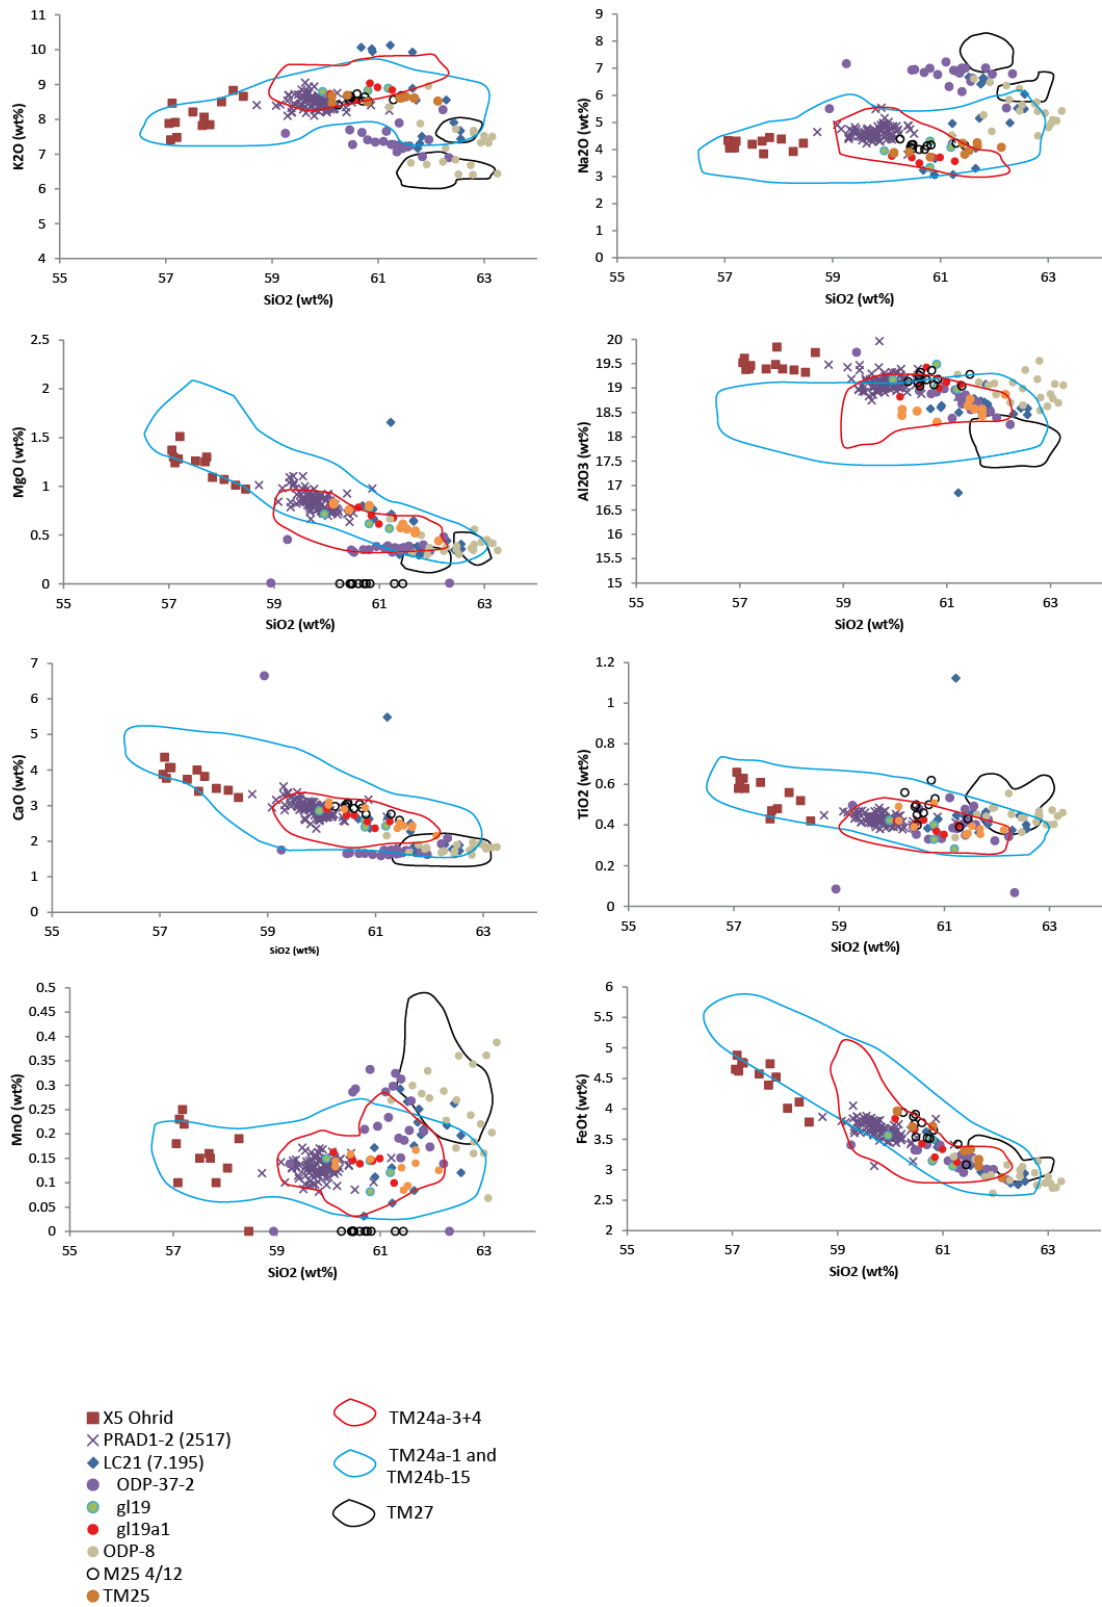 11
10
9
8
7
6
5
4
K2O (wt%)
55 57 59 61 63
SiO2 (wt%)
9
8
7
6
5
4
3
2
1
0
Na2O (wt%)
55 57 59 61 63
SiO2 (wt%)
2.5
2
1.5
1
0.5
0
MgO (wt%)
55 57 59 61 63
SiO2 (wt%)
20
19.5
19
18.5
18
17.5
17
16.5
16
15.5
15
Al2O3 (wt%)
55 57 59 61 63
SiO2 (wt%)
7
6
5
4
3
2
1
0
CaO (wt%)
55 57 59 61 63
SiO2 (wt%)
1.2
1
0.8
0.6
0.4
0.2
0
TiO2 (wt%)
55 57 59 61 63
SiO2 (wt%)
0.5
0.45
0.4
0.35
0.3
0.25
0.2
0.15
0.1
0.05
0
MnO (wt%)
55 57 59 61 63
SiO2 (wt%)
6
5.5
5
4.5
4
3.5
3
2.5
2
FeOt (wt%)
55 57 59 61 63
SiO2 (wt%)
X5 Ohrid
PRAD1-2 (2517)
LC21 (7.195)
ODP-37-2
gl19
gl19a1
ODP-8
M25 4/12
TM25
TM24a-3+4
TM24a-1 and
TM24b-15
TM27